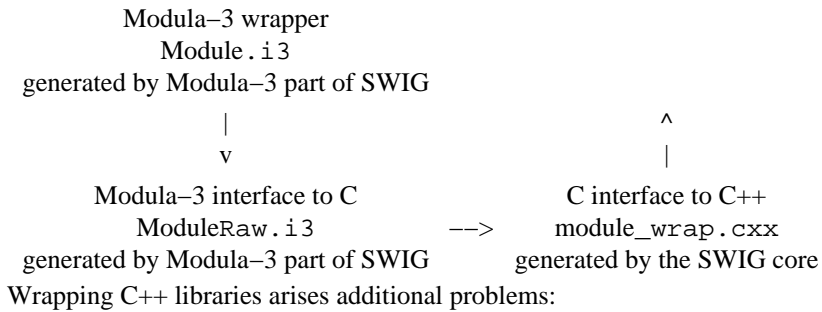 Modula−3 wrapper
Module.i3
generated by Modula−3 part of SWIG
| ^
v |
Modula−3 interface to C C interface to C++
ModuleRaw.i3 −−> module_wrap.cxx
generated by Modula−3 part of SWIG generated by the SWIG core
Wrapping C++ libraries arises additional problems: